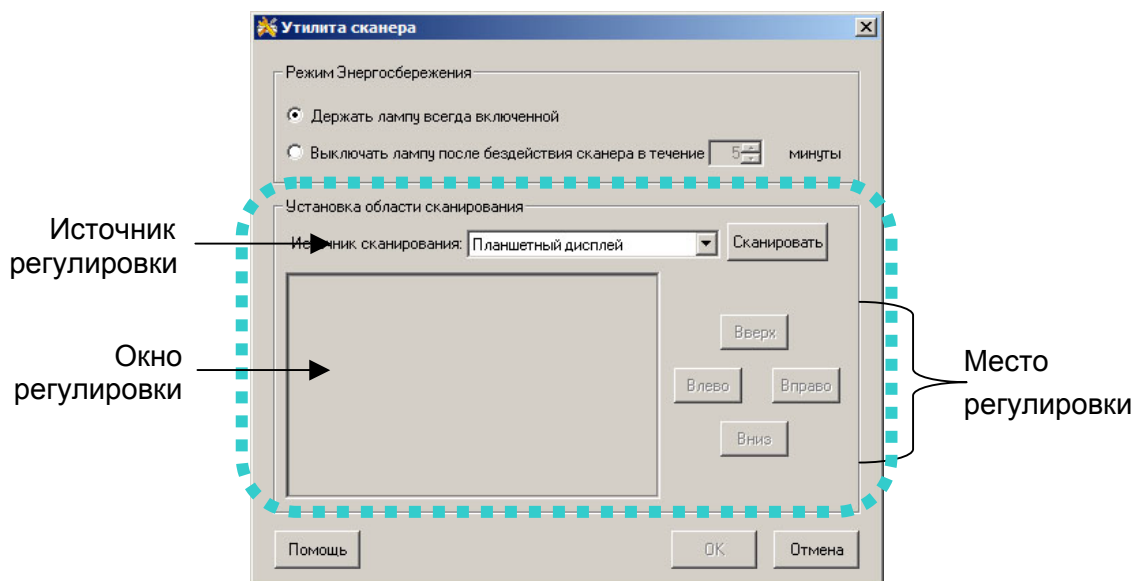 Утилита сканера
Режим Энергосбережения
Держать лампу всегда включенной
Выключать лампу после бездействия сканера в течение 5 минуты
Установка области сканирования
Источник сканирования: Планшетный дисплей Сканировать
Источник
регулировки
Вверх
Влево Вправо
Вниз
Окно
регулировки
Место
регулировки
Помощь OK Отмена